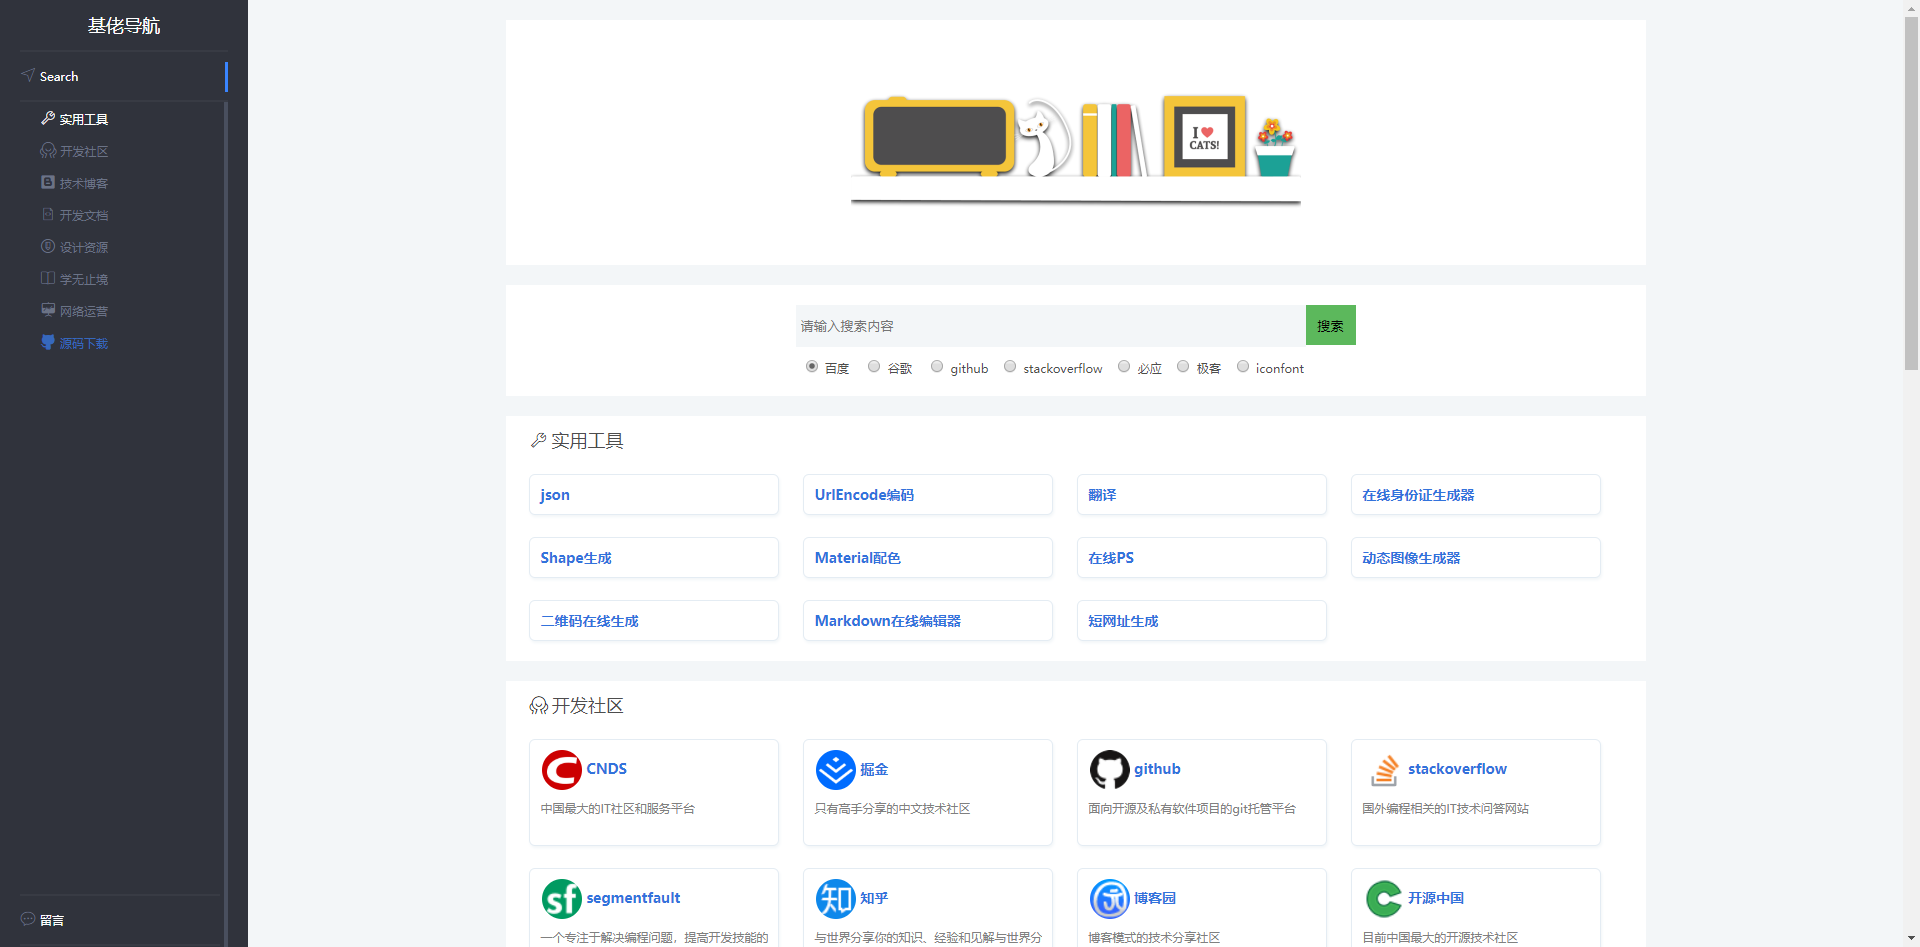 基佬导航
Search
实用工具
开发社区
技术博客
开发文档
设计资源
学无止境
网络运营
源码下载
留言
I
CATS!
请输入搜索内容
搜索
百度 谷歌 github stackoverflow 必应 极客 iconfont
实用工具
json
UrlEncode编码
翻译
在线身份证生成器
Shape生成
Material配色
在线PS
动态图像生成器
二维码在线生成
Markdown在线编辑器
短网址生成
开发社区
CNDS
中国最大的IT社区和服务平台
掘金
只有高手分享的中文技术社区
github
面向开源及私有软件项目的git托管平台
stackoverflow
国外编程相关的IT技术问答网站
sf
segmentfault
一个专注于解决编程问题，提高开发技能的
知
知乎
与世界分享你的知识、经验和见解与世界分
博客园
博客模式的技术分享社区
开源中国
目前中国最大的开源技术社区